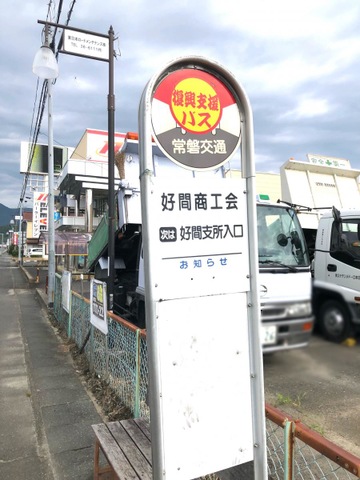 復興支援
バス
常磐交通
好間商工会
次は 好間支所入口
お知らせ